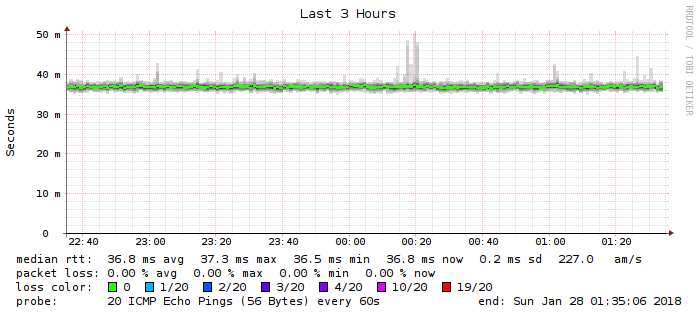 Last 3 Hours
RRDTOOL / TOBI OETIKER
Seconds
50 m
40 m
30 m
20 m
10 m
0
22:40 23:00 23:20 23:40 00:00 00:20 00:40 01:00 01:20
median rtt: 36.8 ms avg 37.3 ms max 36.5 ms min 36.8 ms now 0.2 ms sd 227.0 am/s
packet loss: 0.00 % avg 0.00 % max 0.00 % min 0.00 % now
loss color: 0 1/20 2/20 3/20 4/20 10/20 19/20
probe: 20 ICMP Echo Pings (56 Bytes) every 60s end: Sun Jan 28 01:35:06 2018